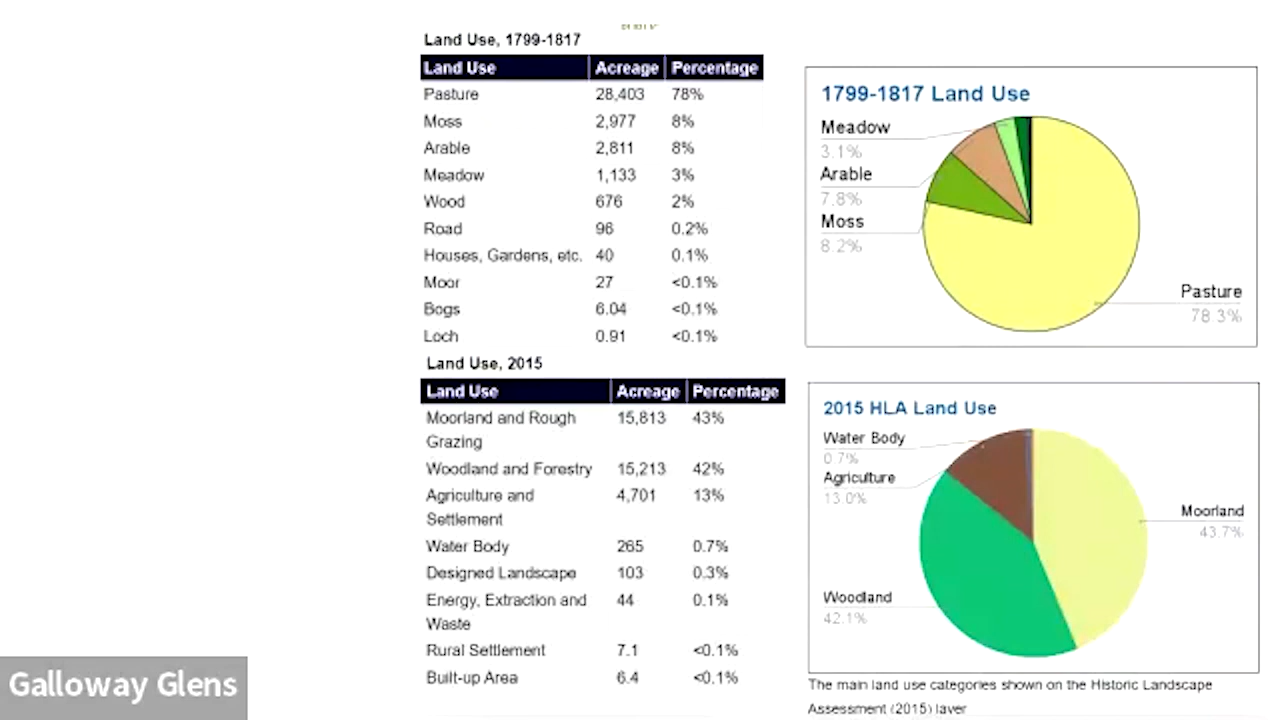 Land Use, 1799-1817
Land Use Acreage Percentage
Pasture 28,403 78%
Moss 2,977 8%
Arable 2,811 8%
Meadow 1,133 3%
Wood 676 2%
Road 96 0.2%
Houses, Gardens, etc. 40 0.1%
Moor 27 <0.1%
Bogs 6.04 <0.1%
Loch 0.91 <0.1%
1799-1817 Land Use
Meadow
3.1%
Arable
7.8%
Moss
8.2%
Pasture
78.3%
Land Use, 2015
Land Use Acreage Percentage
Moorland and Rough 15,813 43%
Grazing
Woodland and Forestry 15,213 42%
Agriculture and 4,701 13%
Settlement
Water Body 265 0.7%
Designed Landscape 103 0.3%
Energy, Extraction and 44 0.1%
Waste
Rural Settlement 7.1 <0.1%
Built-up Area 6.4 <0.1%
2015 HLA Land Use
Water Body
0.7%
Agriculture
13.0%
Moorland
43.7%
Woodland
42.1%
The main land use categories shown on the Historic Landscape
Assessment (2015) layer
Galloway Glens